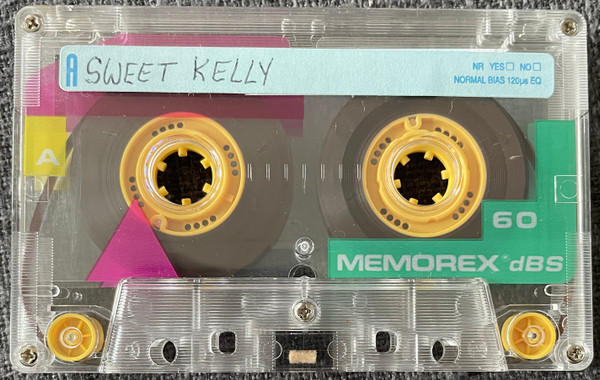 A SWEET KELLY
NR YES□ NO□
NORMAL BIAS 120µs EQ
A
60
MEMOREX dBS